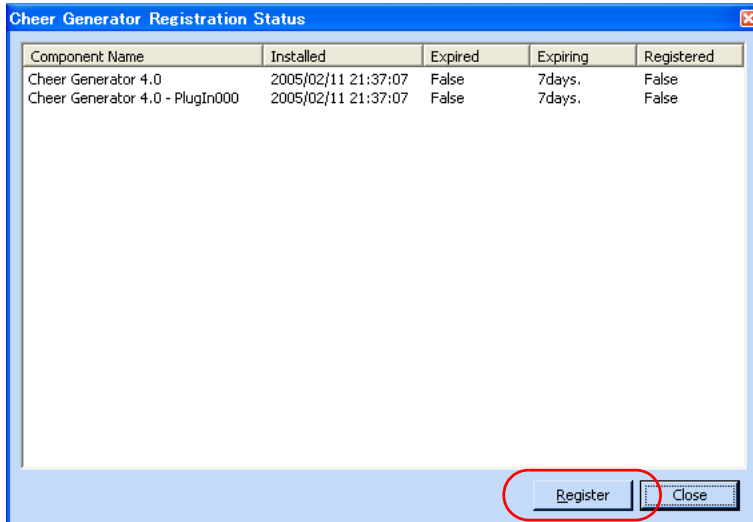 Cheer Generator Registration Status
Component Name Installed Expired Expiring Registered
Cheer Generator 4.0 2005/02/11 21:37:07 False 7days. False
Cheer Generator 4.0 - PlugIn000 2005/02/11 21:37:07 False 7days. False
Register Close